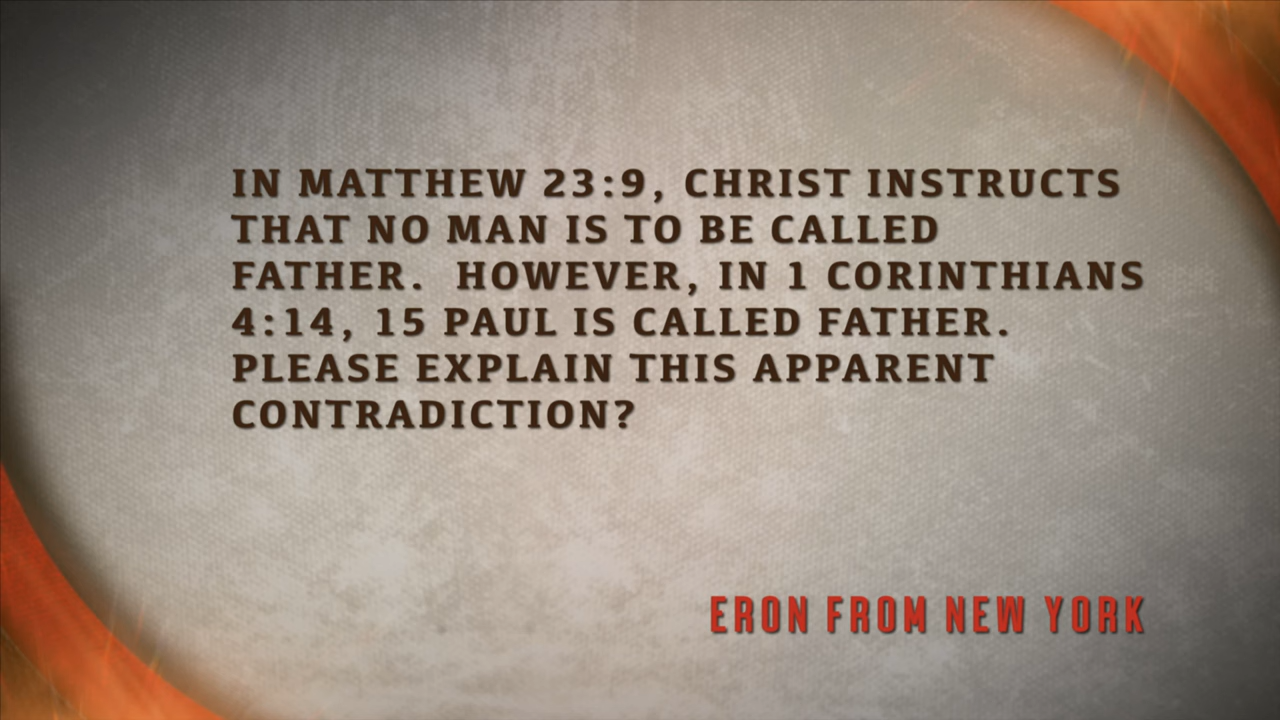 IN MATTHEW 23:9, CHRIST INSTRUCTS
THAT NO MAN IS TO BE CALLED
FATHER.  HOWEVER, IN 1 CORINTHIANS
4:14, 15 PAUL IS CALLED FATHER.
PLEASE EXPLAIN THIS APPARENT
CONTRADICTION?
ERON FROM NEW YORK